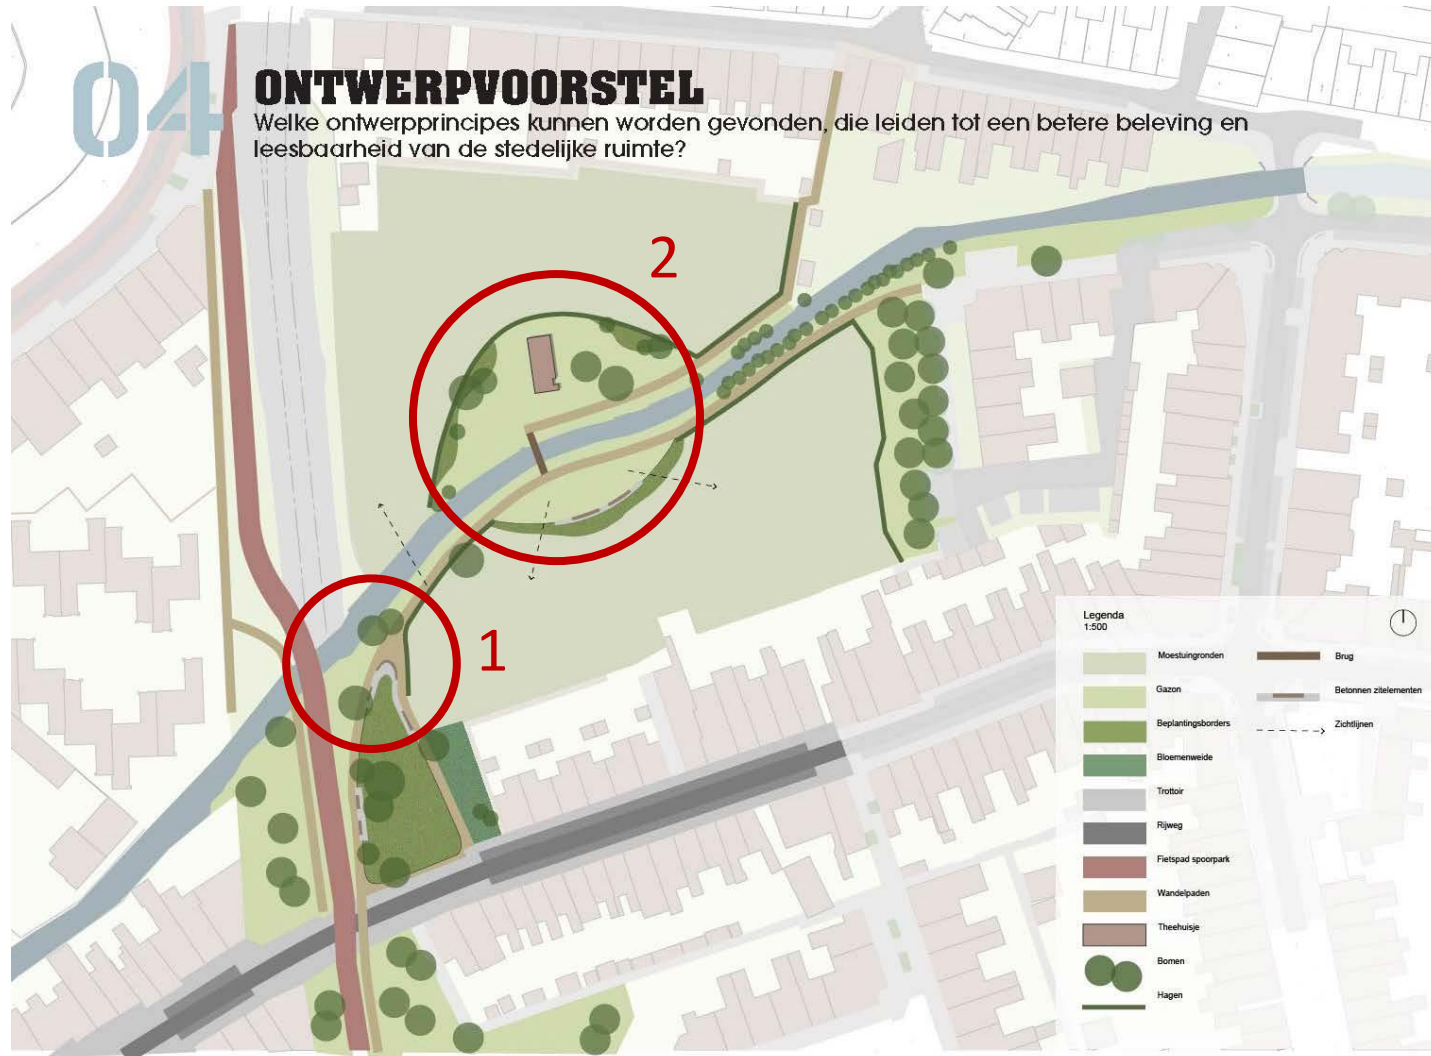 04
ONTWERPVOORSTEL
Welke ontwerpprincipes kunnen worden gevonden, die leiden tot een betere beleving en
leesbaarheid van de stedelijke ruimte?
2
1
Legenda
1:500
Moestuingronden
Gazon
Beplantingsborders
Bloemenweide
Trottoir
Rijweg
Fietspad spoorpark
Wandelpaden
Theehuisje
Bomen
Hagen
Brug
Betonnen zitelementen
Zichtlijnen